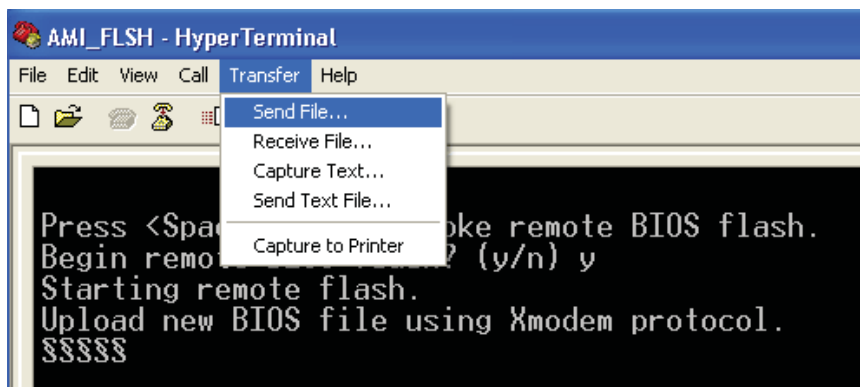 AMI_FLSH - HyperTerminal
File Edit View Call Transfer Help
Send File...
Receive File...
Capture Text...
Send Text File...
Capture to Printer
Press <Spa oke remote BIOS flash.
Begin remo ? (y/n) y
Starting remote flash.
Upload new BIOS file using Xmodem protocol.
§§§§§